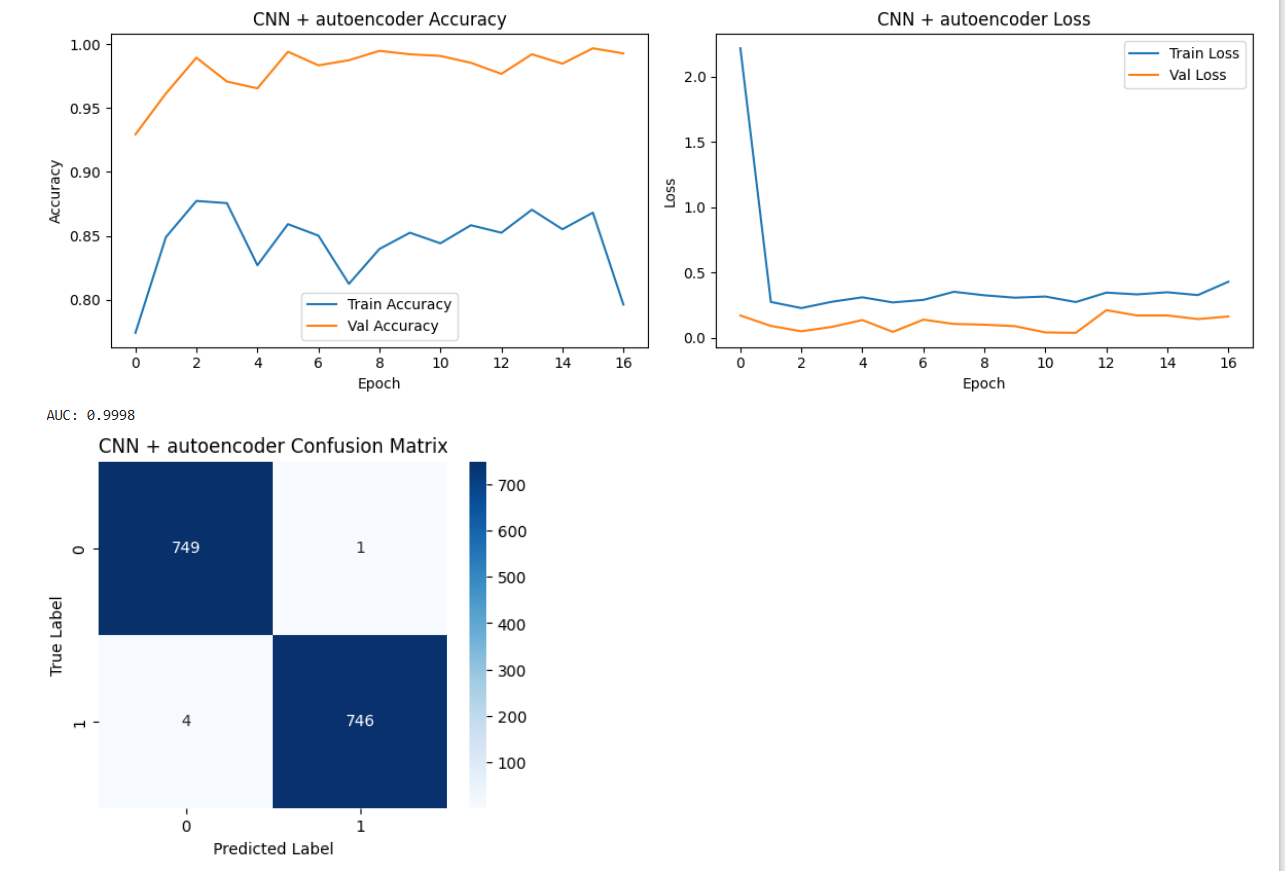 CNN + autoencoder Accuracy
1.00
0.95
0.90
0.85
0.80
Accuracy
Train Accuracy
Val Accuracy
0 2 4 6 8 10 12 14 16
Epoch
CNN + autoencoder Loss
2.0
1.5
1.0
0.5
0.0
Loss
Train Loss
Val Loss
0 2 4 6 8 10 12 14 16
Epoch
AUC: 0.9998
CNN + autoencoder Confusion Matrix
True Label
0
1
749 1
4 746
0 1
Predicted Label
700
600
500
400
300
200
100